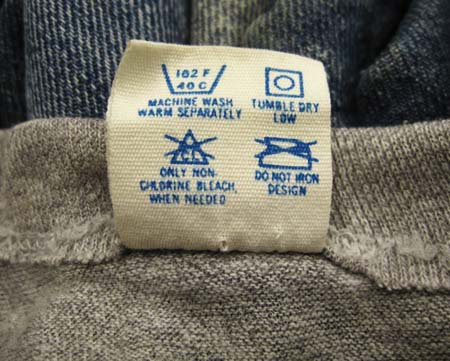 162 F
40 C
MACHINE WASH
WARM SEPARATELY
TUMBLE DRY
LOW
CL
ONLY NON-
CHLORINE BLEACH,
WHEN NEEDED
DO NOT IRON
DESIGN